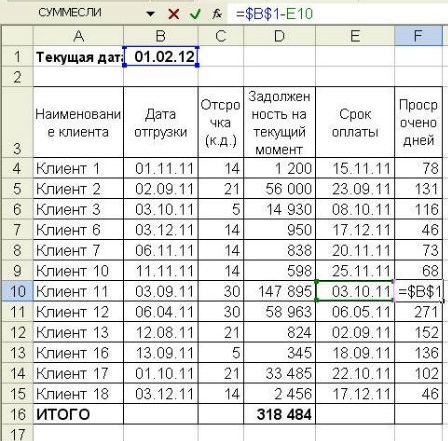 СУММЕСЛИ =$B$1-E10
A B C D E F
1 Текущая дата 01.02.12
2
3 Наименование клиента Дата отгрузки Отсрочка (к.д.) Задолженность на текущий момент Срок оплаты Просрочено дней
4 Клиент 1 01.11.11 14 1 200 15.11.11 78
5 Клиент 2 02.09.11 21 56 000 23.09.11 131
6 Клиент 3 03.10.11 5 14 930 08.10.11 116
7 Клиент 6 03.12.11 14 950 17.12.11 46
8 Клиент 7 06.11.11 14 838 20.11.11 73
9 Клиент 10 11.11.11 14 598 25.11.11 68
10 Клиент 11 03.09.11 30 147 895 03.10.11 =$B$1
11 Клиент 12 06.04.11 30 58 963 06.05.11 271
12 Клиент 13 12.08.11 21 824 02.09.11 152
13 Клиент 16 13.09.11 5 345 18.09.11 136
14 Клиент 17 01.10.11 21 33 485 22.10.11 102
15 Клиент 18 03.12.11 14 2 456 17.12.11 46
16 ИТОГО 318 484
17